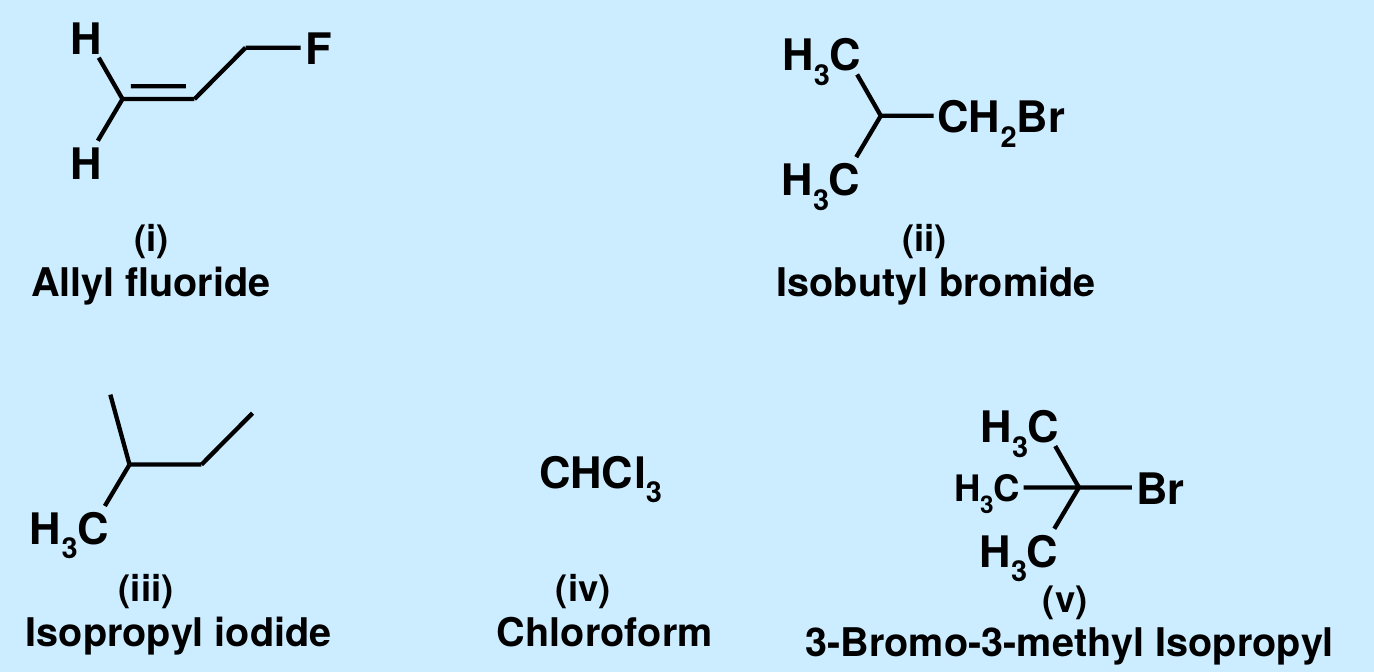 H
F
H
(i)
Allyl fluoride
H₃C
CH₂Br
H₃C
(ii)
Isobutyl bromide
H₃C
(iii)
Isopropyl iodide
CHCl₃
(iv)
Chloroform
H₃C
H₃C
Br
H₃C
(v)
3-Bromo-3-methyl Isopropyl